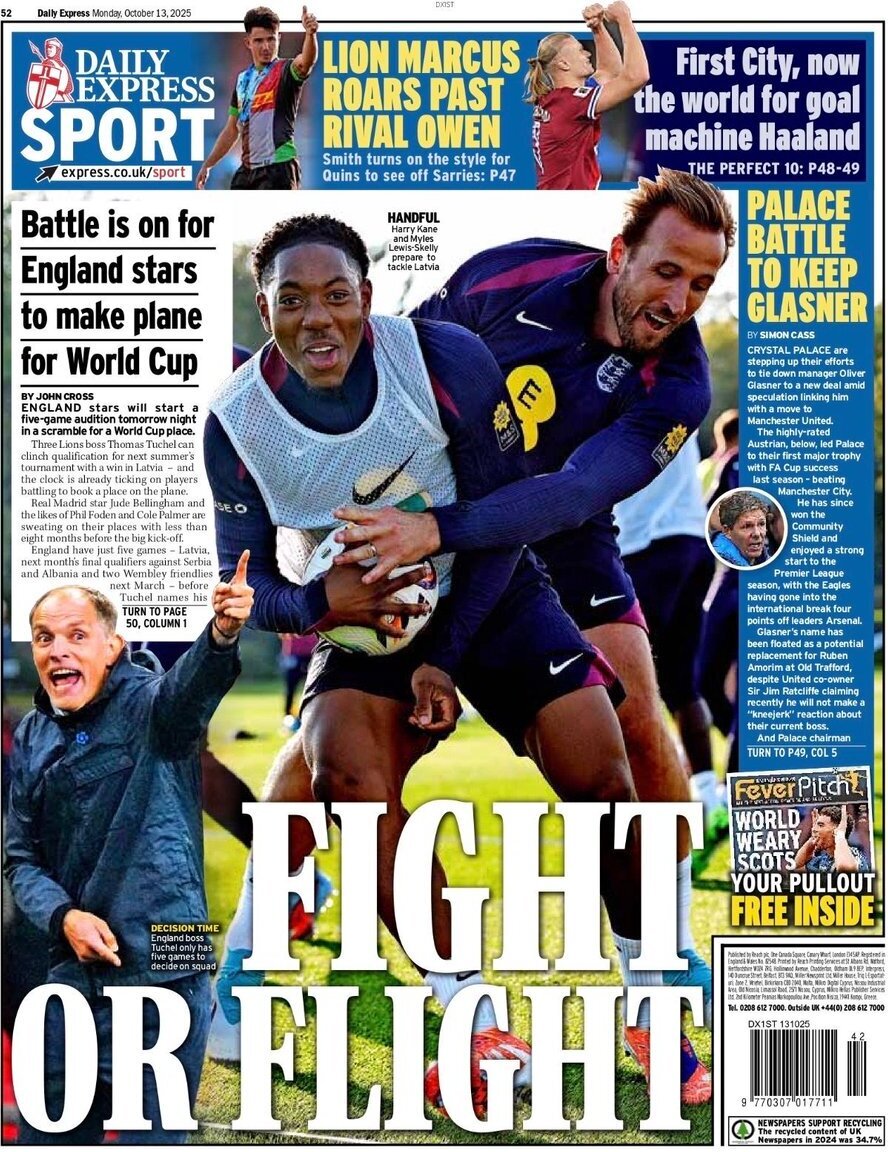 DX1ST
52
Daily Express Monday, October 13, 2025
DAILY
EXPRESS
SPORT
express.co.uk/sport
LION MARCUS
ROARS PAST
RIVAL OWEN
Smith turns on the style for
Quins to see off Sarries: P47
First City, now
the world for goal
machine Haaland
THE PERFECT 10: P48-49
Battle is on for
England stars
to make plane
for World Cup
BY JOHN CROSS
ENGLAND stars will start a
five-game audition tomorrow night
in a scramble for a World Cup place.
Three Lions boss Thomas Tuchel can
clinch qualification for next summer's
tournament with a win in Latvia – and
the clock is already ticking on players
battling to book a place on the plane.
Real Madrid star Jude Bellingham and
the likes of Phil Foden and Cole Palmer are
sweating on their places with less than
eight months before the big kick-off.
England have just five games – Latvia,
next month's final qualifiers against Serbia
and Albania and two Wembley friendlies
next March – before
Tuchel names his
TURN TO PAGE
50, COLUMN 1
HANDFUL
Harry Kane
and Myles
Lewis-Skelly
prepare to
tackle Latvia
PALACE
BATTLE
TO KEEP
GLASNER
BY SIMON CASS
CRYSTAL PALACE are
stepping up their efforts
to tie down manager Oliver
Glasner to a new deal amid
speculation linking him
with a move to
Manchester United.
The highly-rated
Austrian, below, led Palace
to their first major trophy
with FA Cup success
last season – beating
Manchester City.
He has since
won the
Community
Shield and
enjoyed a strong
start to the
Premier League
season, with the Eagles
having gone into the
international break four
points off leaders Arsenal.
Glasner's name has
been floated as a potential
replacement for Ruben
Amorim at Old Trafford,
despite United co-owner
Sir Jim Ratcliffe claiming
recently he will not make a
"kneejerk" reaction about
their current boss.
And Palace chairman
TURN TO P49, COL 5
DECISION TIME
England boss
Tuchel only has
five games to
decide on squad
FIGHT
OR FLIGHT
FeverPitch
WORLD
WEARY
SCOTS
YOUR PULLOUT
FREE INSIDE
Tel. 0208 612 7000. Outside UK +44(0) 208 612 7000
DX1ST 131025
42
9 770307 017711
NEWSPAPERS SUPPORT RECYCLING
The recycled content of UK
Newspapers in 2024 was 34.7%